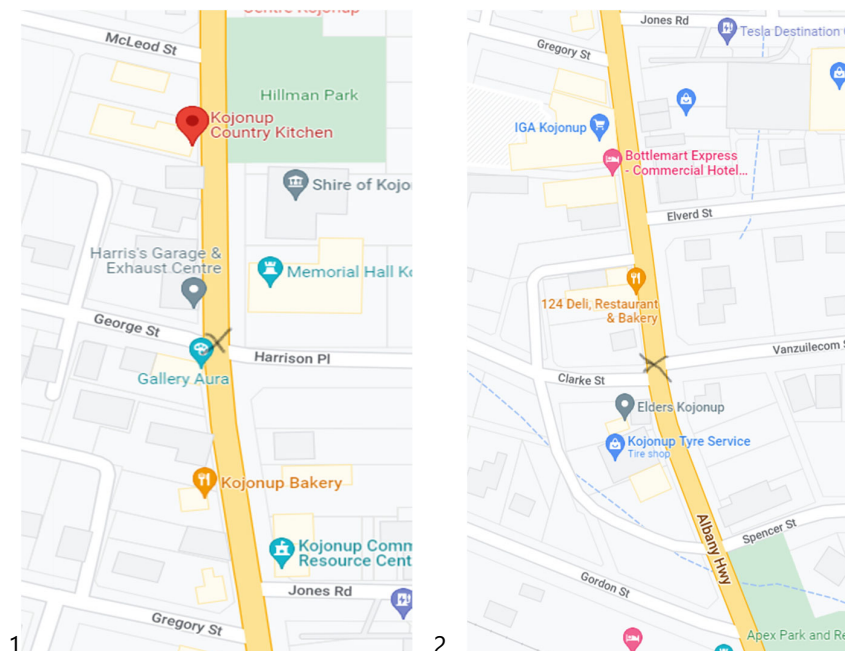 Centre Kojonup
McLeod St
Hillman Park
Kojonup
Country Kitchen
Shire of Kojo
Harris's Garage &
Exhaust Centre
Memorial Hall Ko
George St
Harrison Pl
Gallery Aura
Kojonup Bakery
Kojonup Comm
Resource Cent
Jones Rd
Gregory St
1
Jones Rd
Tesla Destination
Gregory St
IGA Kojonup
Bottlemart Express
- Commercial Hotel...
Elverd St
124 Deli, Restaurant
& Bakery
Vanzuilecom S
Clarke St
Elders Kojonup
Kojonup Tyre Service
Tire shop
Albany Hwy
Spencer St
Gordon St
Apex Park and Re
2